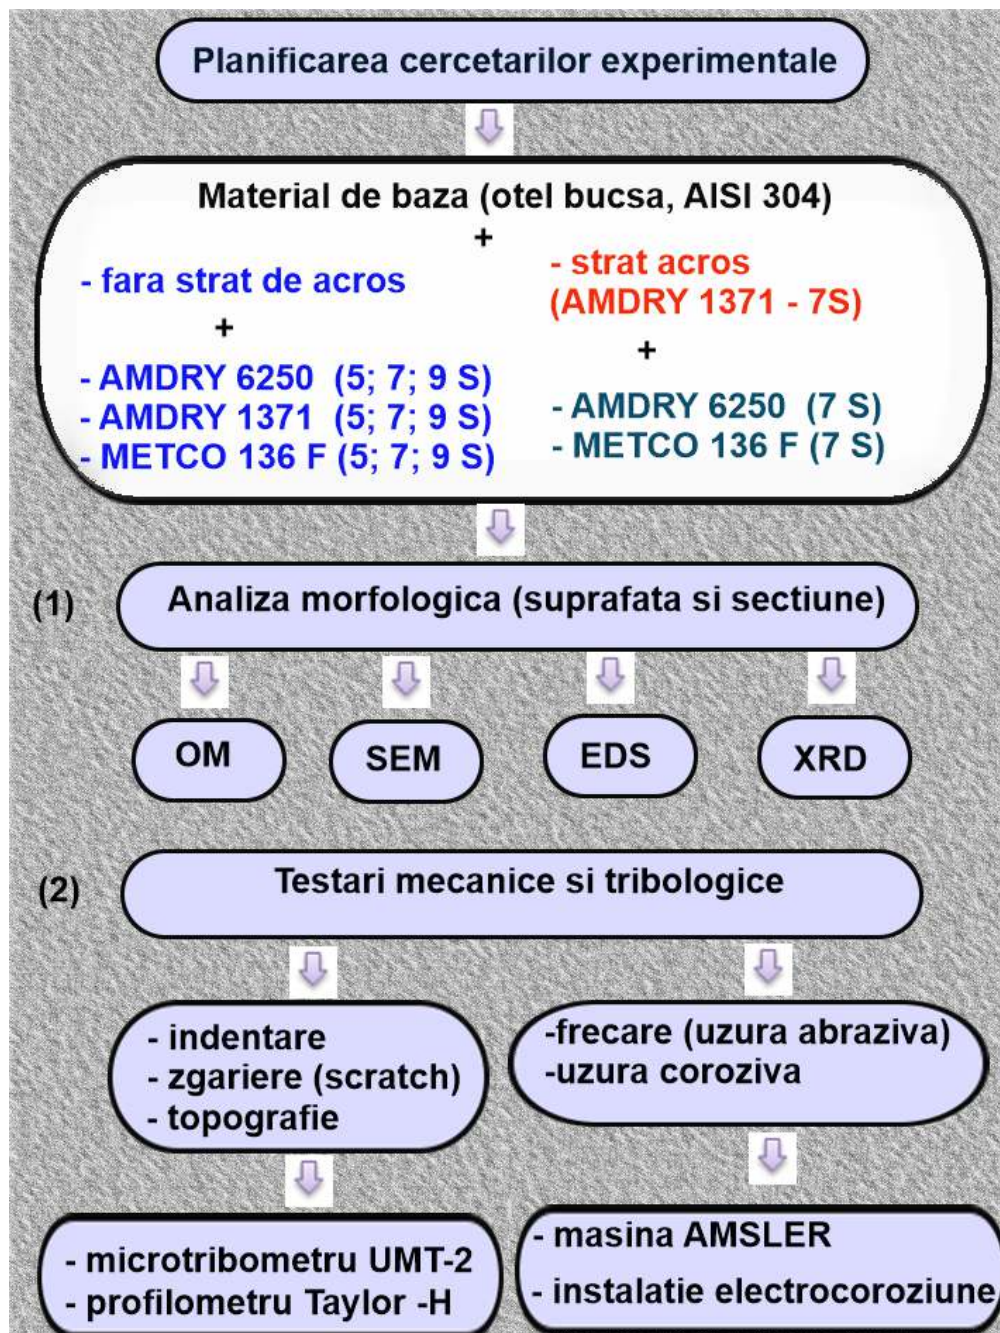 Planificarea cercetarilor experimentale
Material de baza (otel bucsa, AISI 304)
+
- fara strat de acros
+
- AMDRY 6250 (5; 7; 9 S)
- AMDRY 1371 (5; 7; 9 S)
- METCO 136 F (5; 7; 9 S)
- strat acros
(AMDRY 1371 - 7S)
+
- AMDRY 6250 (7 S)
- METCO 136 F (7 S)
(1)
Analiza morfologica (suprafata si sectiune)
OM
SEM
EDS
XRD
(2)
Testari mecanice si tribologice
- indentare
- zgariere (scratch)
- topografie
-frecare (uzura abraziva)
-uzura coroziva
- microtribometru UMT-2
- profilometru Taylor -H
- masina AMSLER
- instalatie electrocoroziune